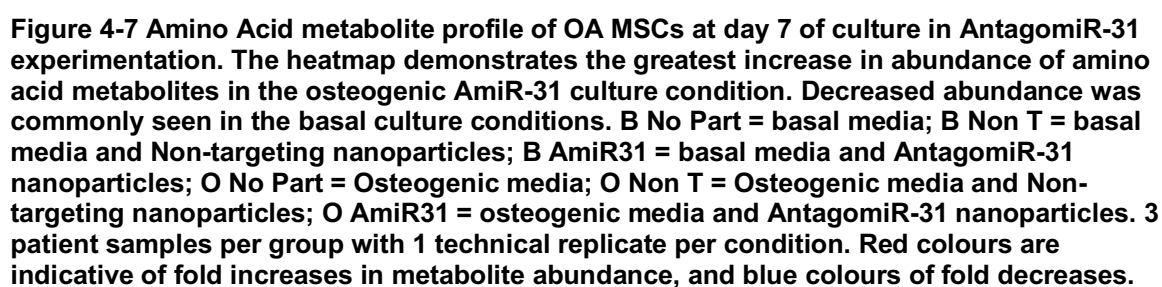 Figure 4-7 Amino Acid metabolite profile of OA MSCs at day 7 of culture in AntagomiR-31
experimentation. The heatmap demonstrates the greatest increase in abundance of amino
acid metabolites in the osteogenic AmiR-31 culture condition. Decreased abundance was
commonly seen in the basal culture conditions. B No Part = basal media; B Non T = basal
media and Non-targeting nanoparticles; B AmiR31 = basal media and AntagomiR-31
nanoparticles; O No Part = Osteogenic media; O Non T = Osteogenic media and Non-
targeting nanoparticles; O AmiR31 = osteogenic media and AntagomiR-31 nanoparticles. 3
patient samples per group with 1 technical replicate per condition. Red colours are
indicative of fold increases in metabolite abundance, and blue colours of fold decreases.